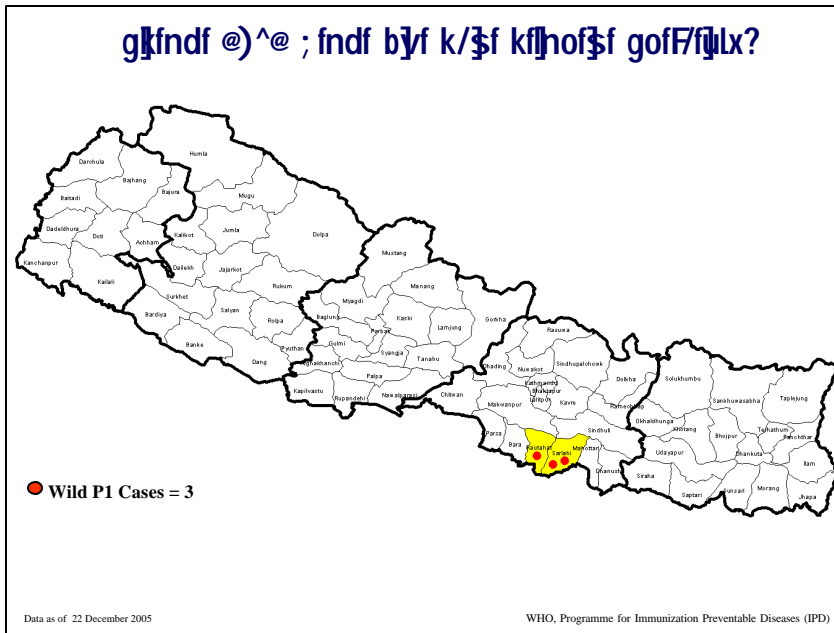 g]kfndf @)^@ ; fndf b]yf k/]sf kf]lhnof]sf gofF/f]uLx?
Humla
Darchula
Bajhang
Bajura
Mugu
Baitadi
Dadeldhura
Doti
Achham
Kalikot
Jumla
Dolpa
Kanchanpur
Kailali
Dailekh
Jajarkot
Mustang
Surkhet
Rukum
Manang
Bardiya
Salyan
Rolpa
Myagdi
Baglung
Parbat
Kaski
Lamjung
Gorkha
Banke
Pyuthan
Gulmi
Syangja
Tanahu
Rasuwa
Dang
Arghakhanchi
Palpa
Dhading
Nuwakot
Sindhupalchowk
Dolkha
Solukhumbu
Kapilvastu
Rupandehi
Nawalparasi
Chitwan
Kathmandu
Bhaktapur
Lalitpur
Kavre
Ramechhap
Sankhuwasabha
Taplejung
Makwanpur
Okhaldhunga
Khotang
Bhojpur
Terhathum
Panchthar
Parsa
Bara
Rautahat
Sarlahi
Mahottari
Sindhuli
Dhanusha
Udayapur
Dhankuta
Ilam
Siraha
Saptari
Sunsari
Morang
Jhapa
Wild P1 Cases = 3
Data as of 22 December 2005
WHO, Programme for Immunization Preventable Diseases (IPD)